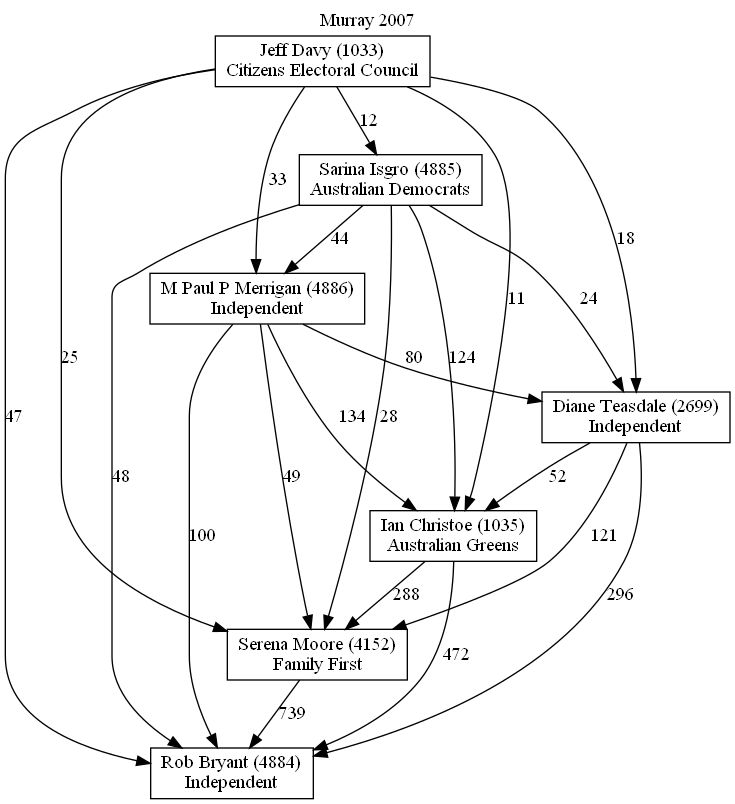 Murray 2007
Jeff Davy (1033)
Citizens Electoral Council
12
Sarina Isgro (4885)
Australian Democrats
33
44
18
M Paul P Merrigan (4886)
Independent
11
24
25
80
124
47
134
28
Diane Teasdale (2699)
Independent
48
49
52
100
Ian Christoe (1035)
Australian Greens
121
288
296
Serena Moore (4152)
Family First
472
739
Rob Bryant (4884)
Independent